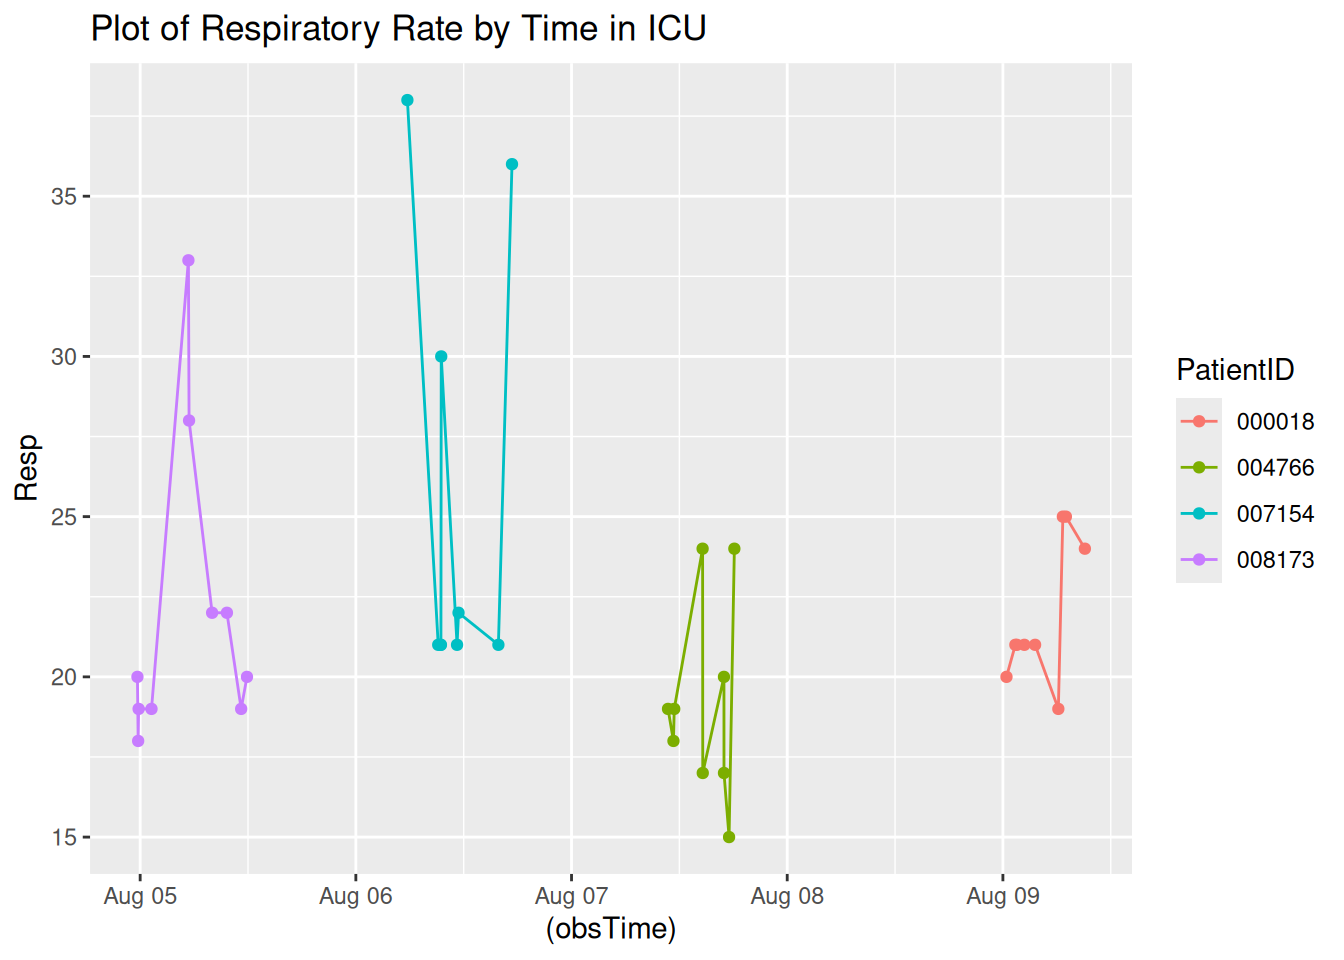 Plot of Respiratory Rate by Time in ICU
Resp
35
30
25
20
15
Aug 05 Aug 06 Aug 07 Aug 08 Aug 09
(obsTime)
PatientID
000018
004766
007154
008173